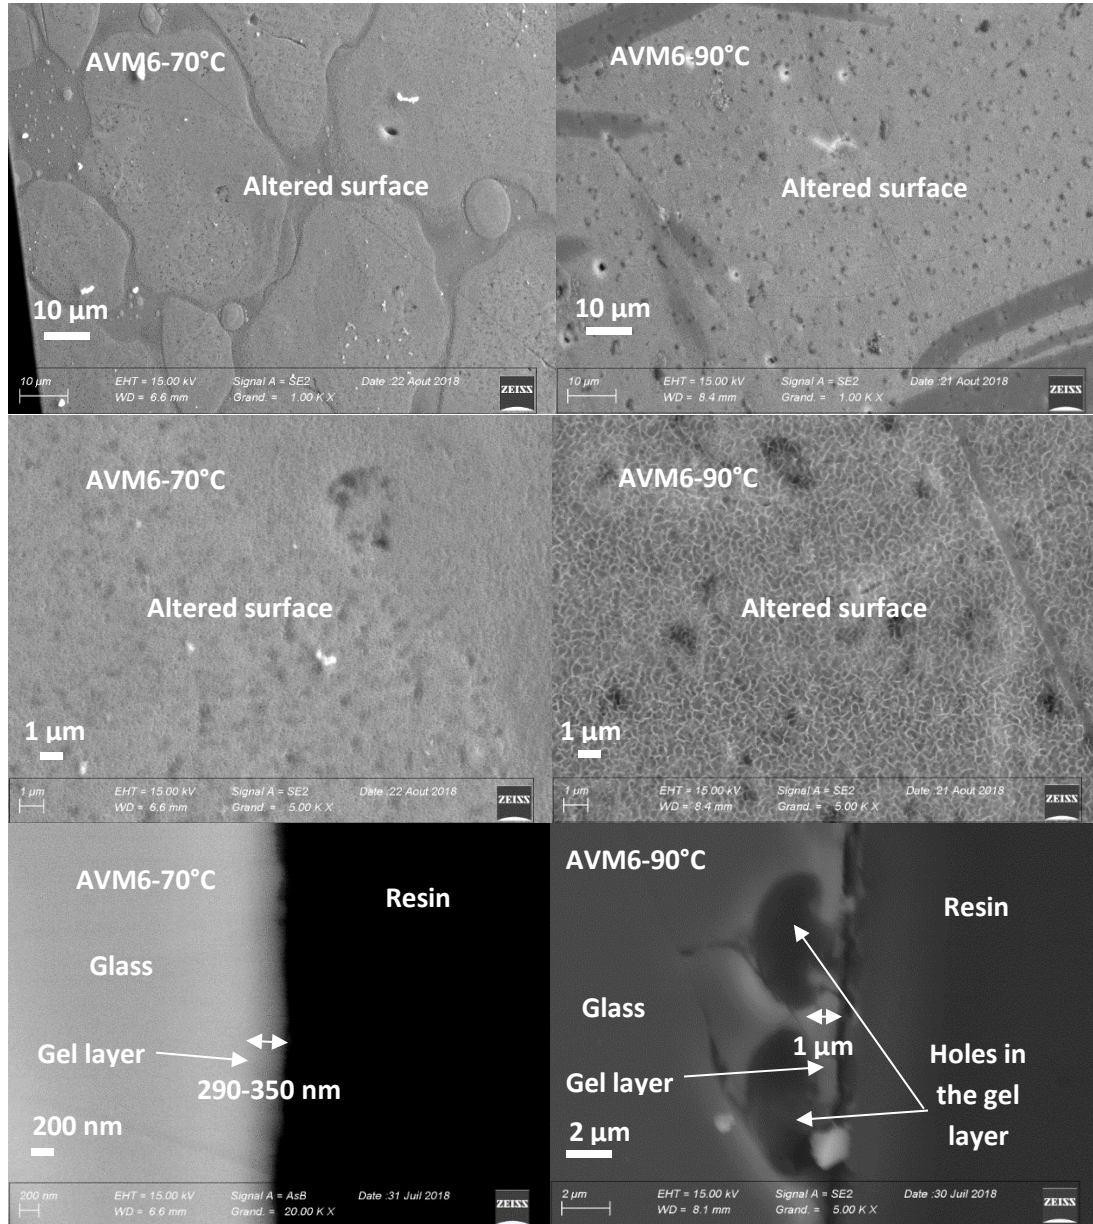 AVM6-70°C
Altered surface
10 µm
10 µm
EHT = 15.00 kV
Signal A = SE2
Date :22 Aout 2018
WD = 6.6 mm
Grand. = 1.00 K X
ZEISS
AVM6-90°C
Altered surface
10 µm
10 µm
EHT = 15.00 kV
Signal A = SE2
Date :21 Aout 2018
WD = 8.4 mm
Grand. = 1.00 K X
ZEISS
AVM6-70°C
Altered surface
1 µm
1 µm
EHT = 15.00 kV
Signal A = SE2
Date :22 Aout 2018
WD = 6.6 mm
Grand. = 5.00 K X
ZEISS
AVM6-90°C
Altered surface
1 µm
1 µm
EHT = 15.00 kV
Signal A = SE2
Date :21 Aout 2018
WD = 8.4 mm
Grand. = 5.00 K X
ZEISS
AVM6-70°C
Resin
Glass
Gel layer
290-350 nm
200 nm
200 nm
EHT = 15.00 kV
Signal A = AsB
Date :31 Juil 2018
WD = 6.6 mm
Grand. = 20.00 K X
ZEISS
AVM6-90°C
Resin
Glass
1 µm
Gel layer
Holes in
the gel
layer
2 µm
2 µm
EHT = 15.00 kV
Signal A = SE2
Date :30 Juil 2018
WD = 8.1 mm
Grand. = 5.00 K X
ZEISS